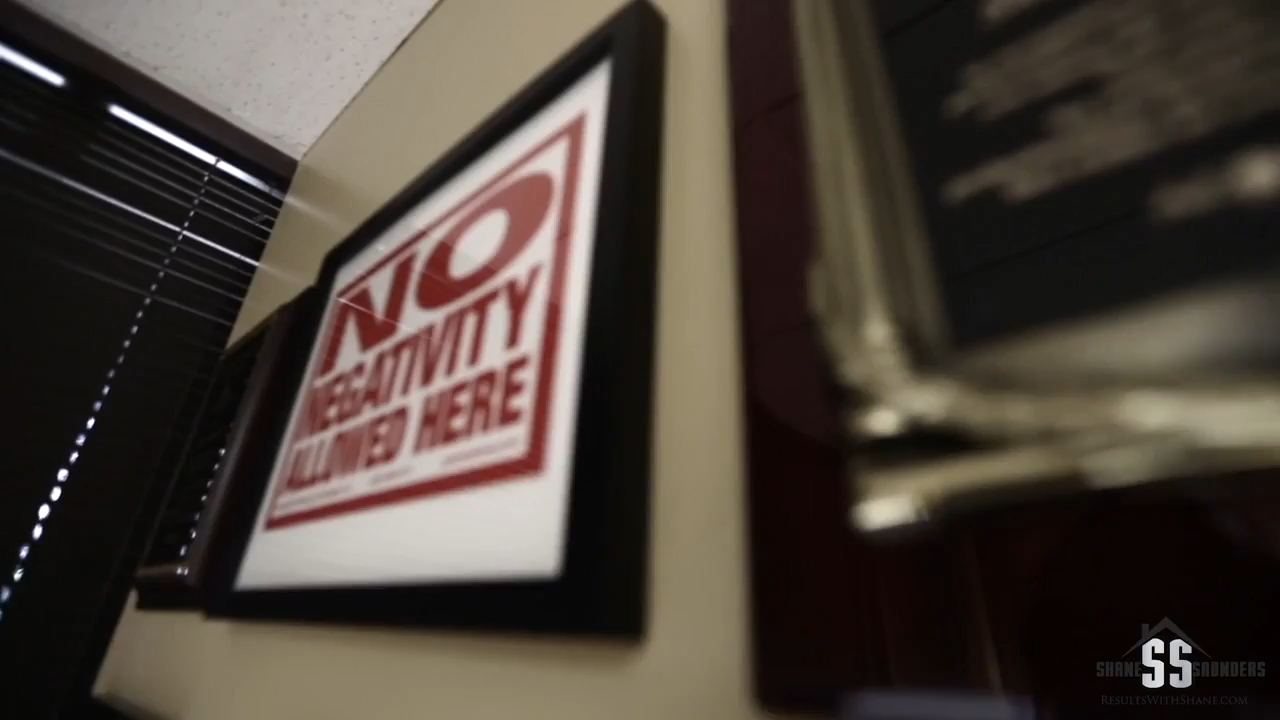 NO
NEGATIVITY
ALLOWED HERE
SHANE SS SAUNDERS
RESULTSWITHSHANE.COM